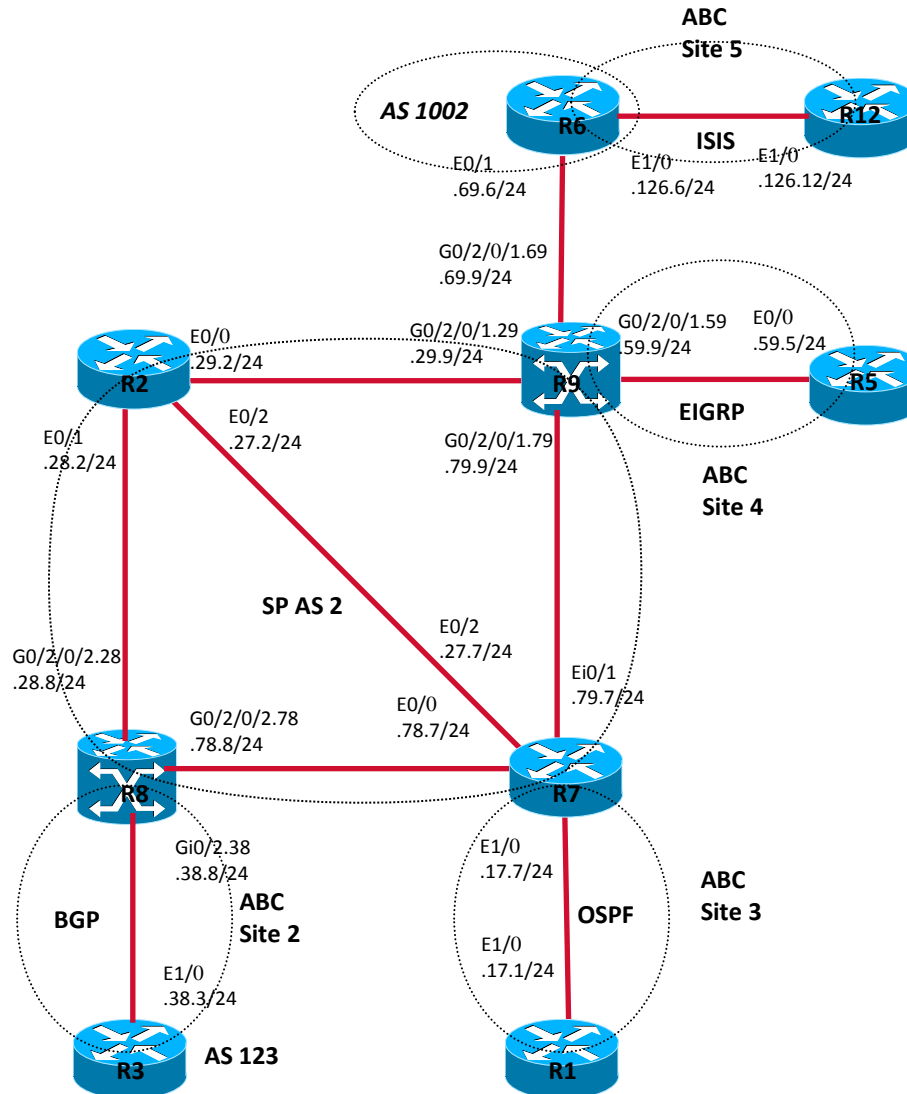 ABC
Site 5
AS 1002
R6
R12
ISIS
E0/1
.69.6/24
E1/0
.126.6/24
E1/0
.126.12/24
G0/2/0/1.69
.69.9/24
E0/0
.29.2/24
G0/2/0/1.29
.29.9/24
G0/2/0/1.59
.59.9/24
E0/0
.59.5/24
R2
R9
R5
EIGRP
E0/1
.28.2/24
E0/2
.27.2/24
G0/2/0/1.79
.79.9/24
ABC
Site 4
SP AS 2
E0/2
.27.7/24
G0/2/0/2.28
.28.8/24
Ei0/1
.79.7/24
G0/2/0/2.78
.78.8/24
E0/0
.78.7/24
R8
R7
Gi0/2.38
.38.8/24
E1/0
.17.7/24
ABC
Site 2
ABC
Site 3
BGP
OSPF
E1/0
.38.3/24
E1/0
.17.1/24
R3
AS 123
R1